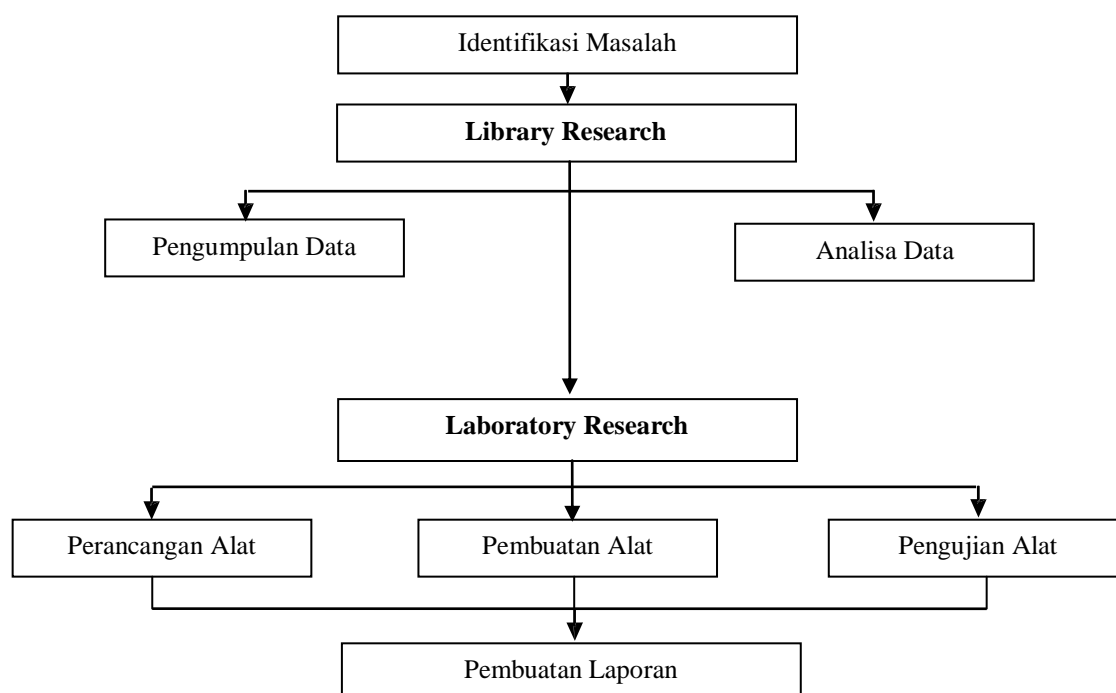 Identifikasi Masalah
Library Research
Pengumpulan Data
Analisa Data
Laboratory Research
Perancangan Alat
Pembuatan Alat
Pengujian Alat
Pembuatan Laporan